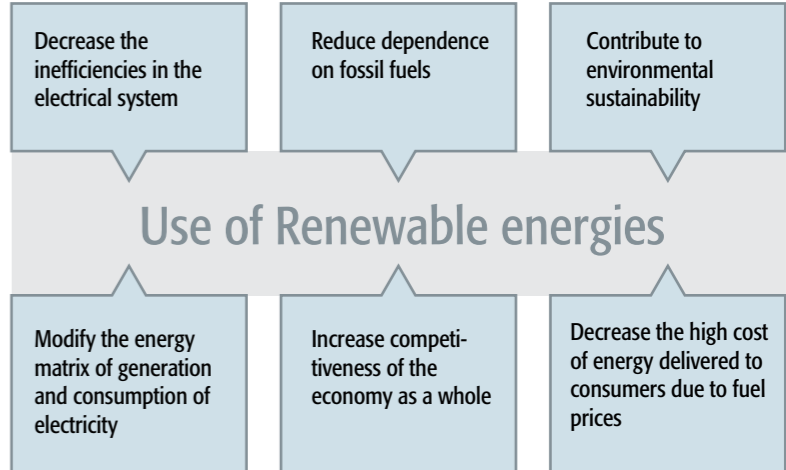 Decrease the
inefficiencies in the
electrical system
Reduce dependence
on fossil fuels
Contribute to
environmental
sustainability
Use of Renewable energies
Modify the energy
matrix of generation
and consumption of
electricity
Increase competi-
tiveness of the
economy as a whole
Decrease the high cost
of energy delivered to
consumers due to fuel
prices